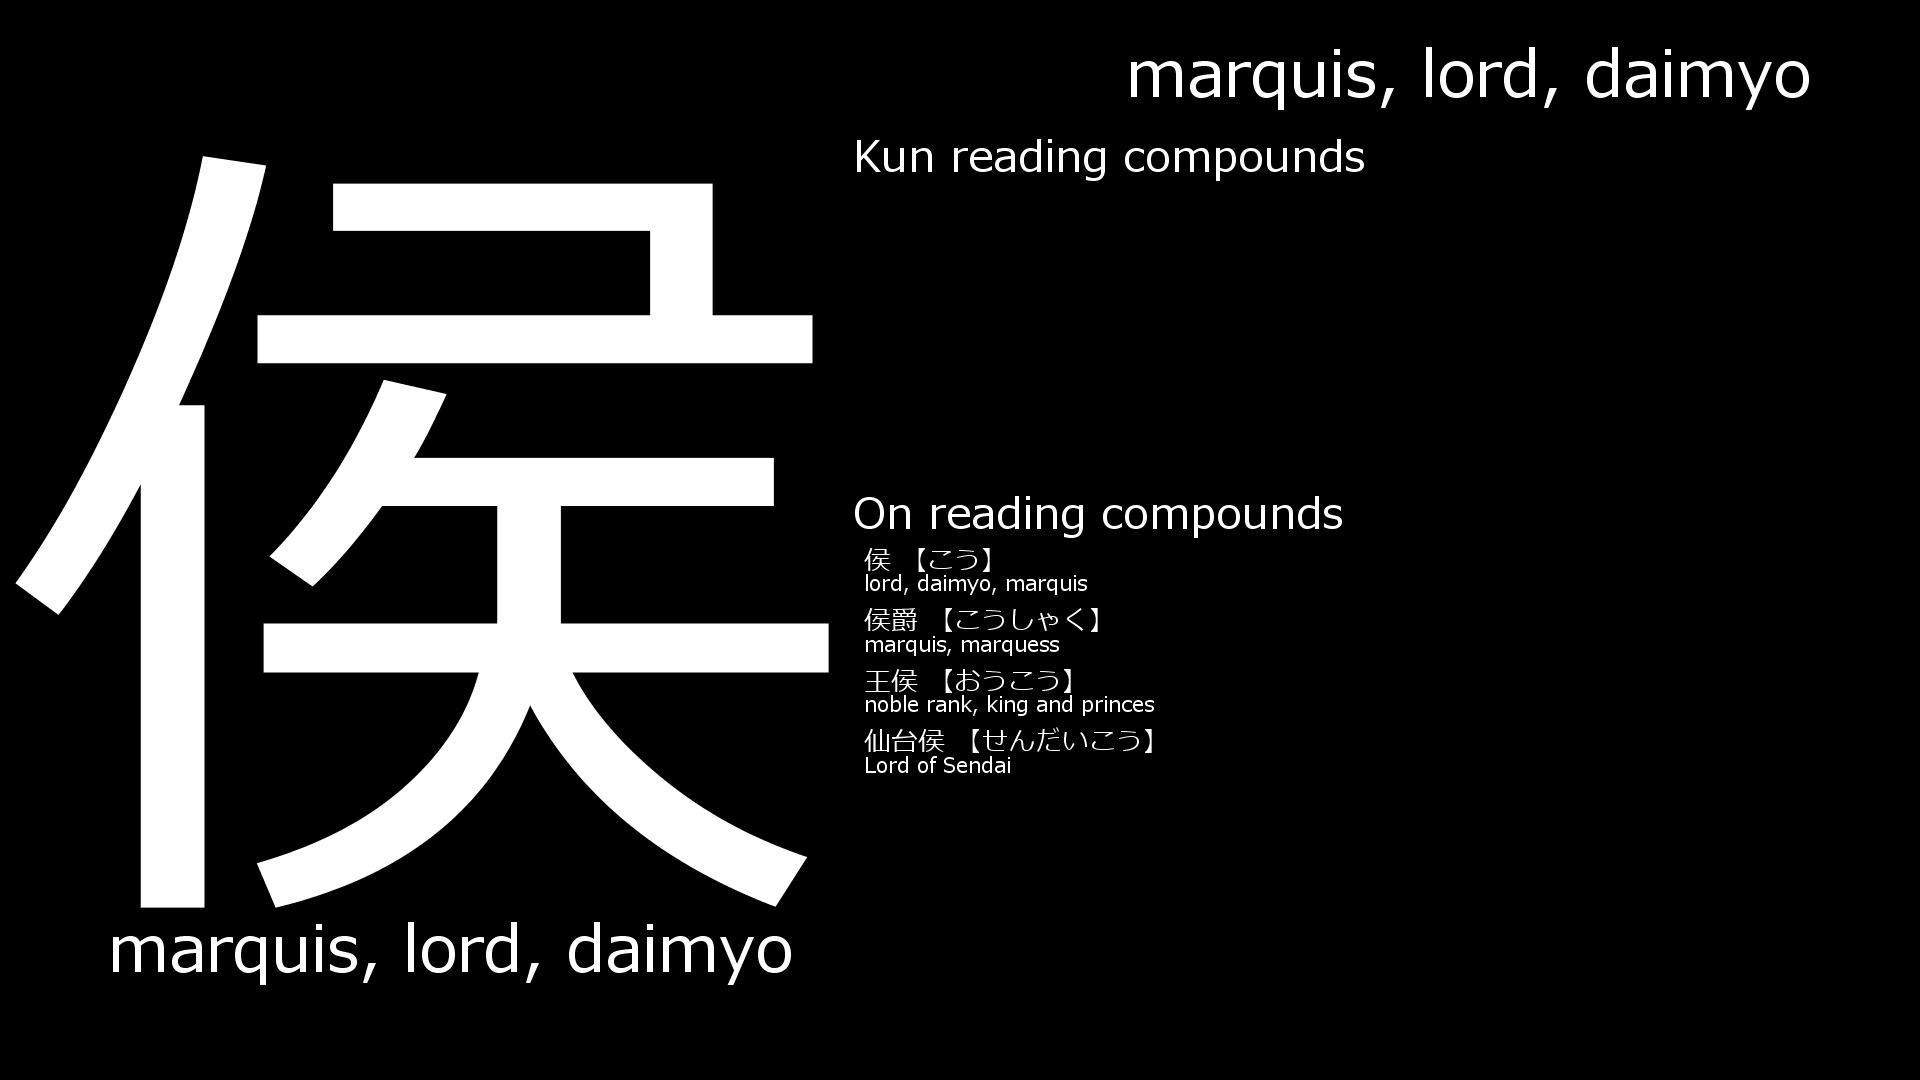 侯
marquis, lord, daimyo
marquis, lord, daimyo
Kun reading compounds
On reading compounds
侯 【こう】
lord, daimyo, marquis
侯爵 【こうしゃく】
marquis, marquess
王侯 【おうこう】
noble rank, king and princes
仙台侯 【せんだいこう】
Lord of Sendai